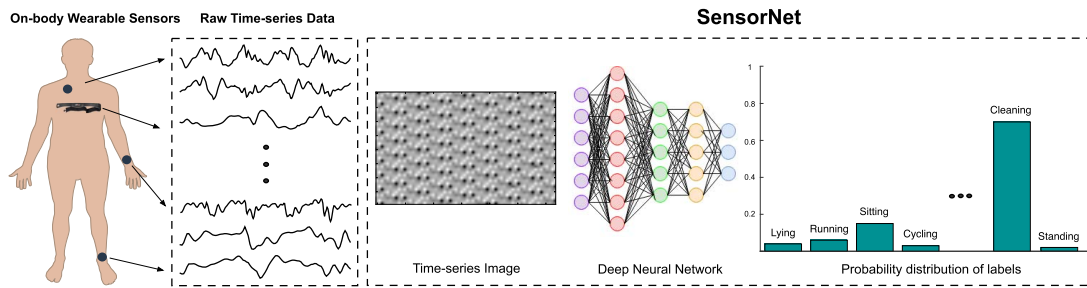 SensorNet
On-body Wearable Sensors
Raw Time-series Data
1
0.8
0.6
0.4
0.2
Lying
Running
Sitting
Cycling
Cleaning
Standing
Time-series Image
Deep Neural Network
Probability distribution of labels